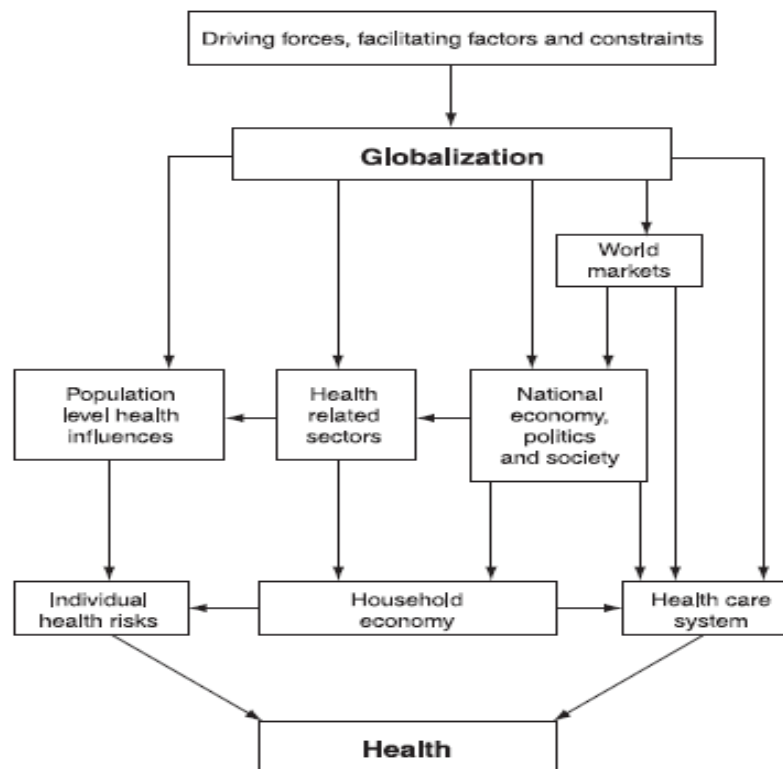 Driving forces, facilitating factors and constraints
Globalization
World
markets
Population
level health
influences
Health
related
sectors
National
economy,
politics
and society
Individual
health risks
Household
economy
Health care
system
Health